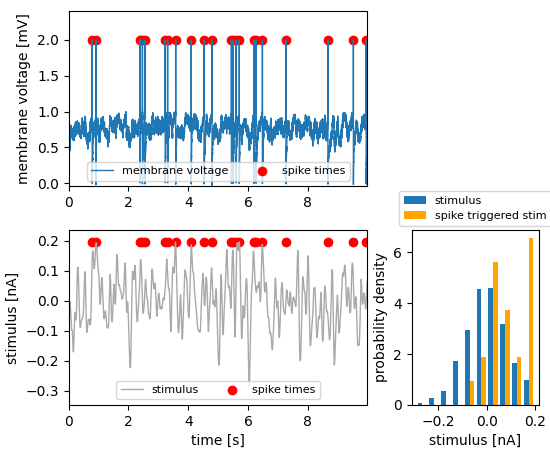 membrane voltage [mV]
2.0
1.5
1.0
0.5
0.0
membrane voltage
spike times
0
2
4
6
8
stimulus [nA]
0.2
0.1
0.0
−0.1
−0.2
−0.3
stimulus
spike times
0
2
4
6
8
time [s]
stimulus
spike triggered stim
probability density
6
4
2
0
−0.2
0.0
0.2
stimulus [nA]